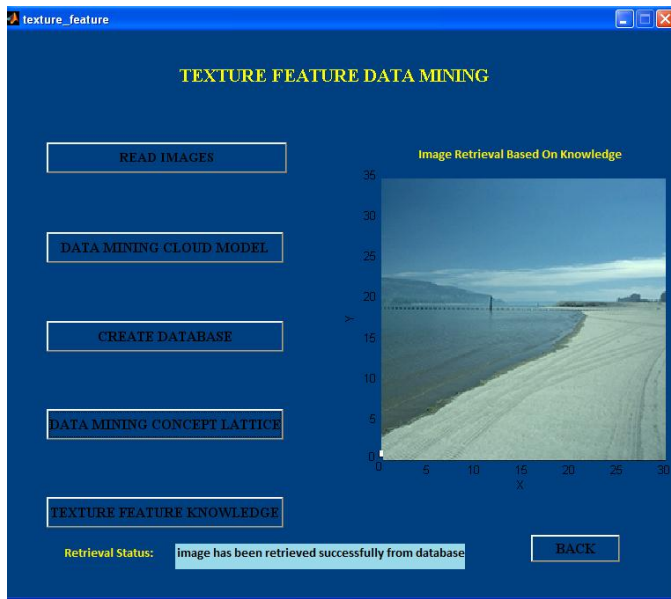 texture_feature
TEXTURE FEATURE DATA MINING
READ IMAGES
DATA MINING CLOUD MODEL
CREATE DATABASE
DATA MINING CONCEPT LATTICE
TEXTURE FEATURE KNOWLEDGE
Image Retrieval Based On Knowledge
35
30
25
20
15
10
5
0
Y
0 5 10 15 20 25 30
X
Retrieval Status: image has been retrieved successfully from database
BACK